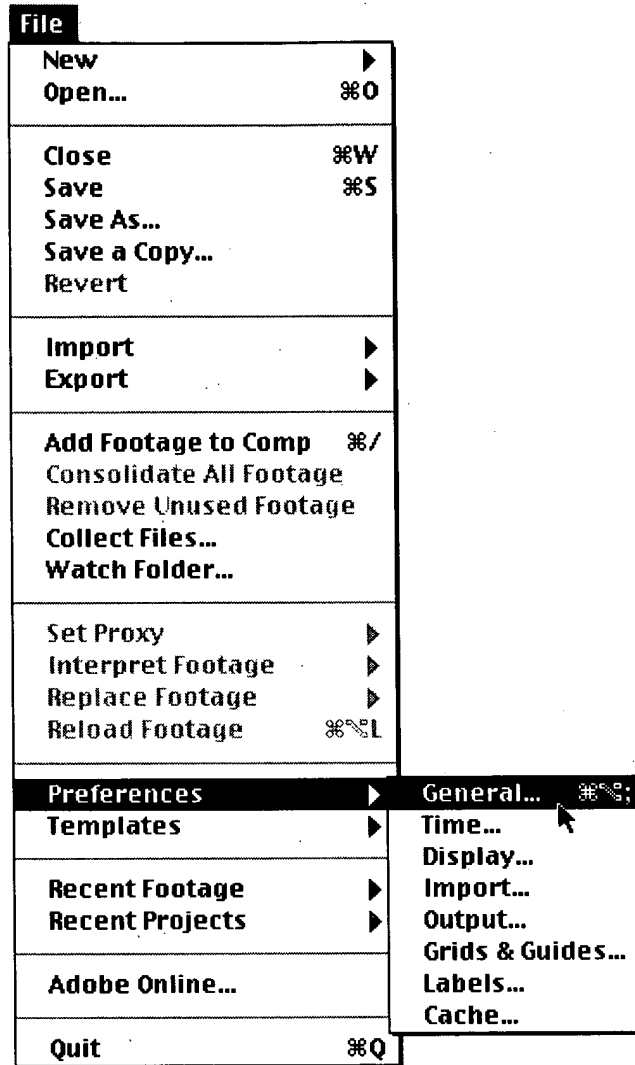 File
New
Open... ⌘O
Close ⌘W
Save ⌘S
Save As...
Save a Copy...
Revert
Import
Export
Add Footage to Comp ⌘/
Consolidate All Footage
Remove Unused Footage
Collect Files...
Watch Folder...
Set Proxy
Interpret Footage
Replace Footage
Reload Footage ⌘⌥L
Preferences
Templates
Recent Footage
Recent Projects
Adobe Online...
Quit ⌘Q
General... ⌘⌥;
Time...
Display...
Import...
Output...
Grids & Guides...
Labels...
Cache...